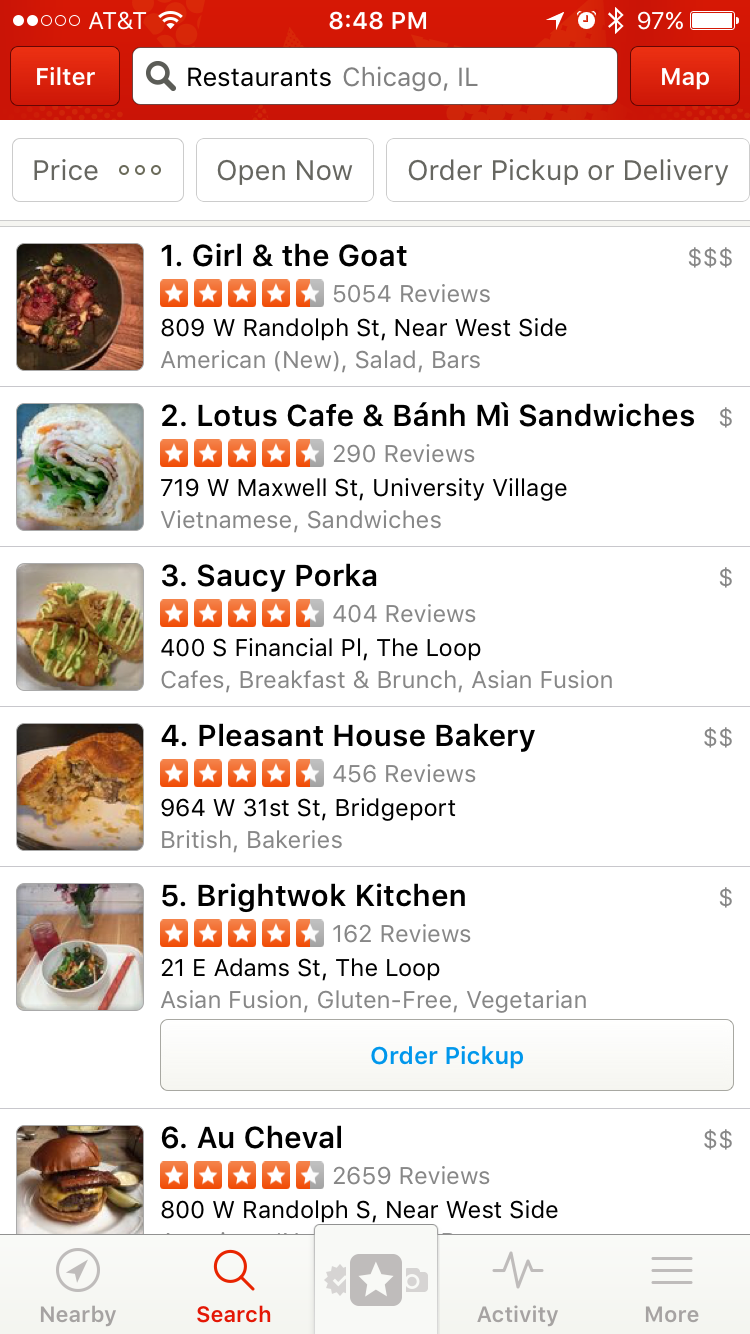 AT&T 8:48 PM 97%
Filter Restaurants Chicago, IL Map
Price Open Now Order Pickup or Delivery
1. Girl & the Goat $$$
5054 Reviews
809 W Randolph St, Near West Side
American (New), Salad, Bars
2. Lotus Cafe & Bánh Mì Sandwiches $
290 Reviews
719 W Maxwell St, University Village
Vietnamese, Sandwiches
3. Saucy Porka $
404 Reviews
400 S Financial Pl, The Loop
Cafes, Breakfast & Brunch, Asian Fusion
4. Pleasant House Bakery $$
456 Reviews
964 W 31st St, Bridgeport
British, Bakeries
5. Brightwok Kitchen $
162 Reviews
21 E Adams St, The Loop
Asian Fusion, Gluten-Free, Vegetarian
Order Pickup
6. Au Cheval $$
2659 Reviews
800 W Randolph S, Near West Side
Nearby Search Activity More